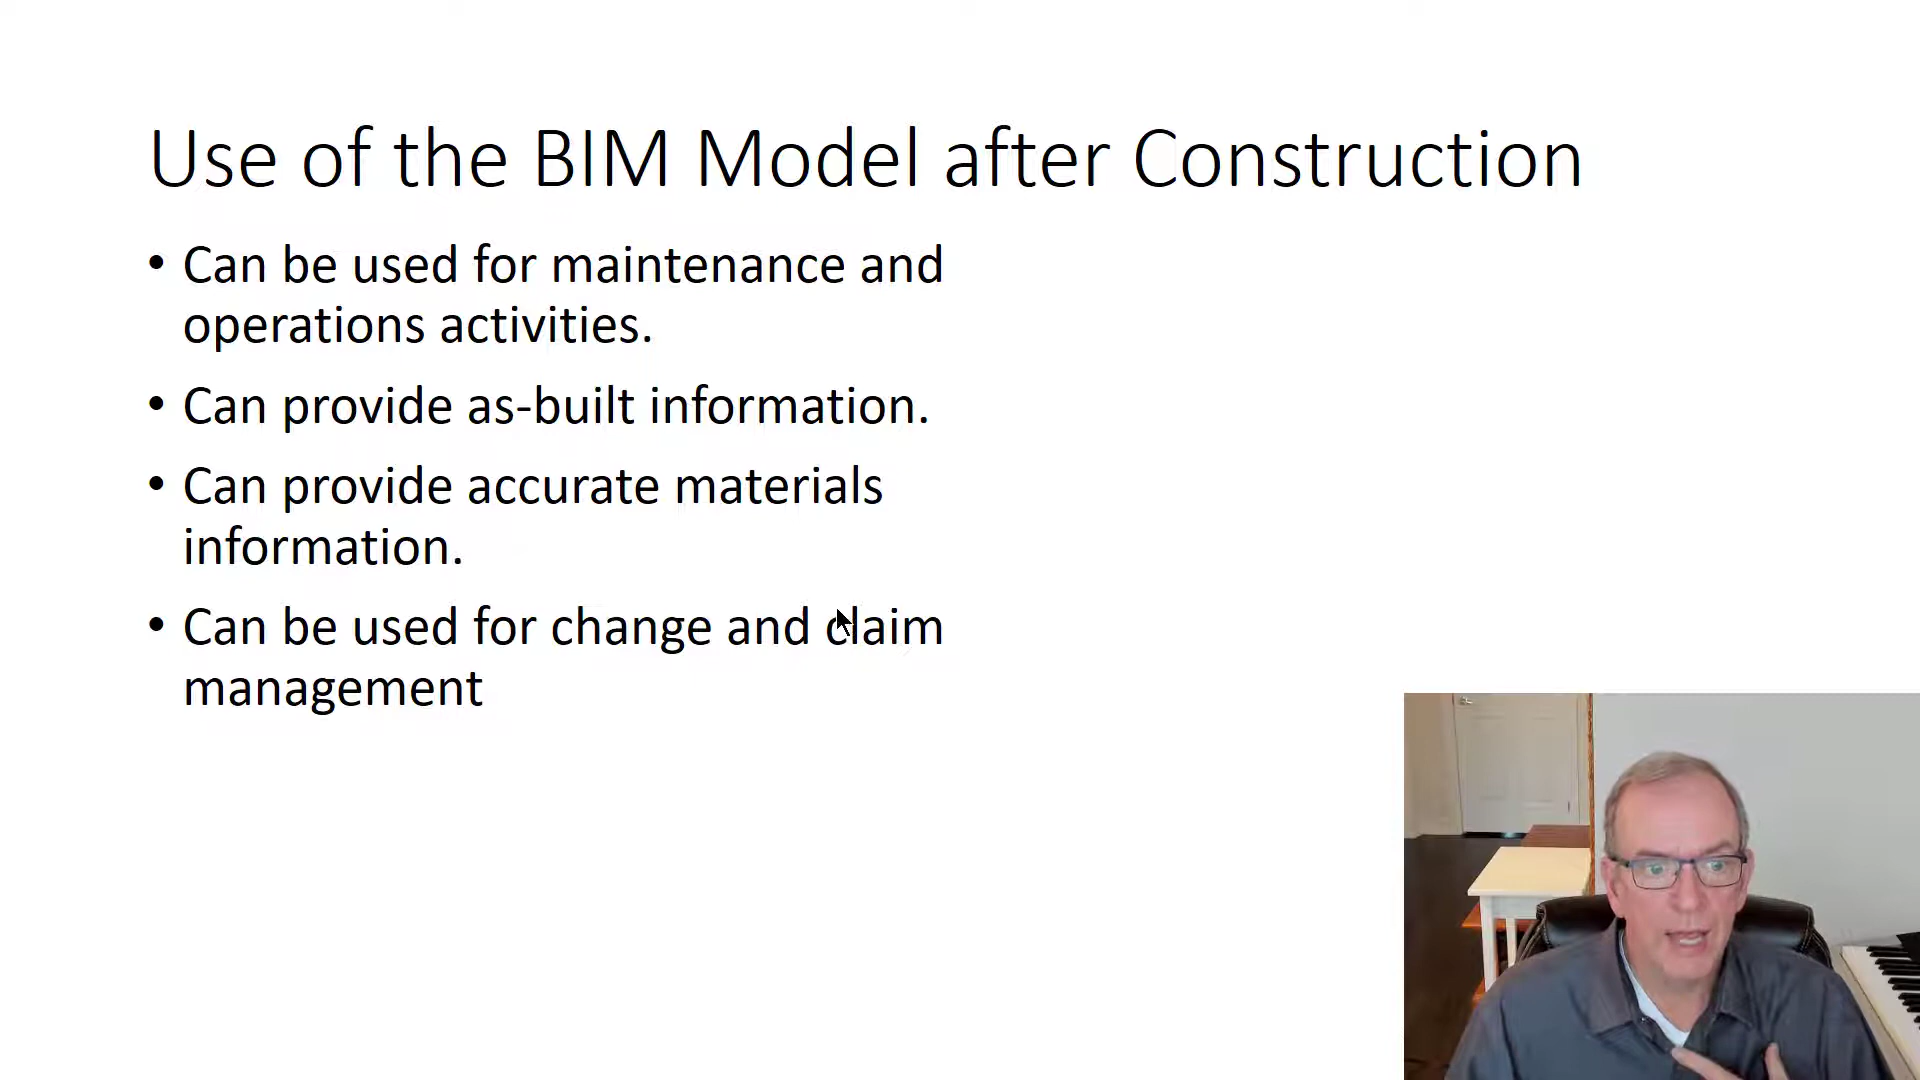 Use of the BIM Model after Construction
• Can be used for maintenance and
operations activities.
• Can provide as-built information.
• Can provide accurate materials
information.
• Can be used for change and claim
management